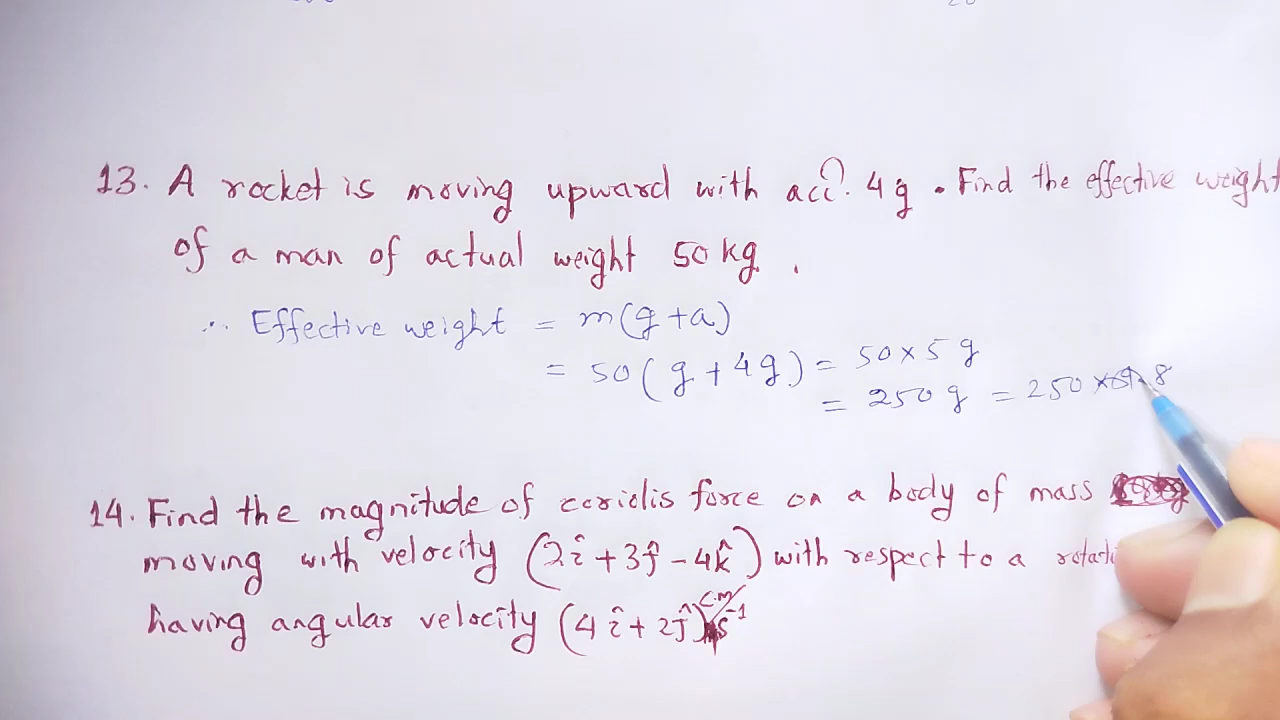 13. A rocket is moving upward with accⁿ. 4g. Find the effective weight
of a man of actual weight 50 kg.
∴ Effective weight = m(g+a)
= 50(g+4g) = 50×5g
= 250g = 250×9.8
14. Find the magnitude of coriolis force on a body of mass
moving with velocity (2î+3ĵ-4k̂) with respect to a
having angular velocity (4î+2ĵ)